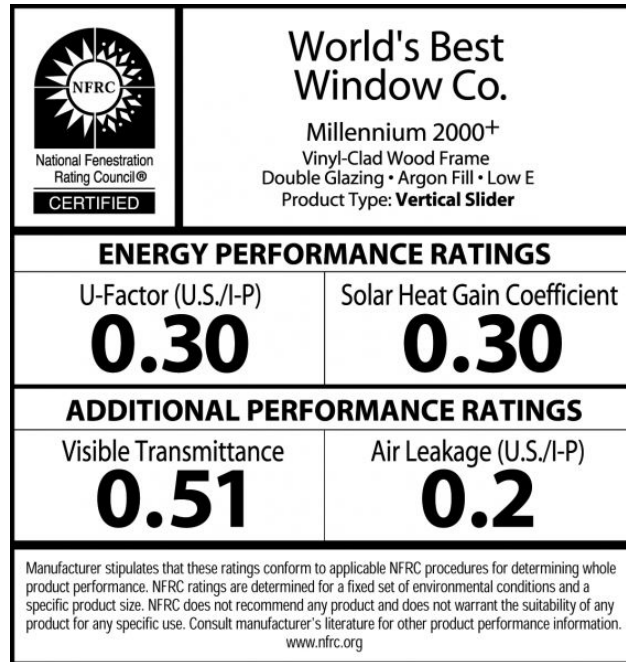 NFRC
National Fenestration
Rating Council®
CERTIFIED
World's Best
Window Co.
Millennium 2000+
Vinyl-Clad Wood Frame
Double Glazing • Argon Fill • Low E
Product Type: Vertical Slider
ENERGY PERFORMANCE RATINGS
U-Factor (U.S./I-P)
0.30
Solar Heat Gain Coefficient
0.30
ADDITIONAL PERFORMANCE RATINGS
Visible Transmittance
0.51
Air Leakage (U.S./I-P)
0.2
Manufacturer stipulates that these ratings conform to applicable NFRC procedures for determining whole
product performance. NFRC ratings are determined for a fixed set of environmental conditions and a
specific product size. NFRC does not recommend any product and does not warrant the suitability of any
product for any specific use. Consult manufacturer's literature for other product performance information.
www.nfrc.org